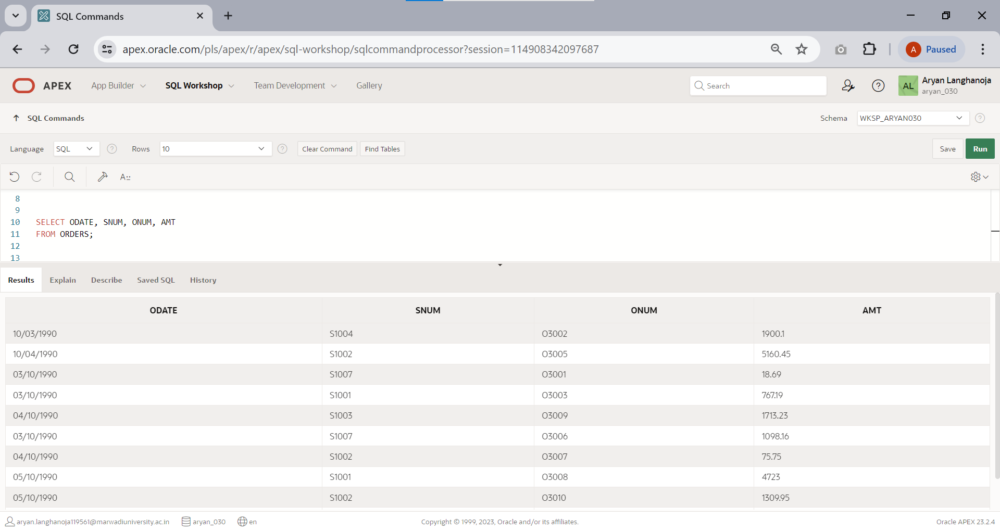 SQL Commands
apex.oracle.com/pls/apex/r/apex/sql-workshop/sqlcommandprocessor?session=114908342097687
A Paused
APEX App Builder SQL Workshop Team Development Gallery
Search
AL Aryan Langhanoja
aryan_030
SQL Commands
Schema WKSP_ARYAN030 ?
Language SQL ? Rows 10 ? Clear Command Find Tables
Save Run
A::
8
9
10 SELECT ODATE, SNUM, ONUM, AMT
11 FROM ORDERS;
12
13
Results Explain Describe Saved SQL History
ODATE SNUM ONUM AMT
10/03/1990 S1004 O3002 1900.1
10/04/1990 S1002 O3005 5160.45
03/10/1990 S1007 O3001 18.69
03/10/1990 S1001 O3003 767.19
04/10/1990 S1003 O3009 1713.23
03/10/1990 S1007 O3006 1098.16
04/10/1990 S1002 O3007 75.75
05/10/1990 S1001 O3008 4723
05/10/1990 S1002 O3010 1309.95
aryan.langhanoja119561@marwadiuniversity.ac.in aryan_030 en
Copyright © 1999, 2023, Oracle and/or its affiliates.
Oracle APEX 23.2.4